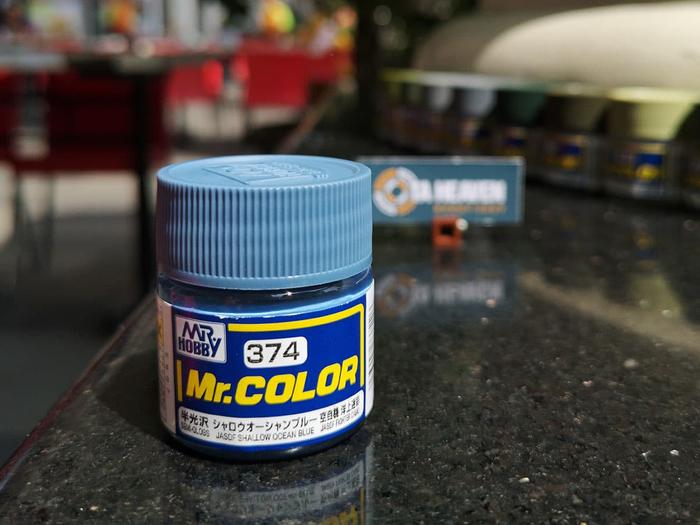 A HEAVEN
MR
HOBBY
374
Mr.COLOR
半光沢 シャロウオーシャンブルー 空自機 洋上迷彩
SEMI-GLOSS JASDF SHALLOW OCEAN BLUE JASDF FIGHTER